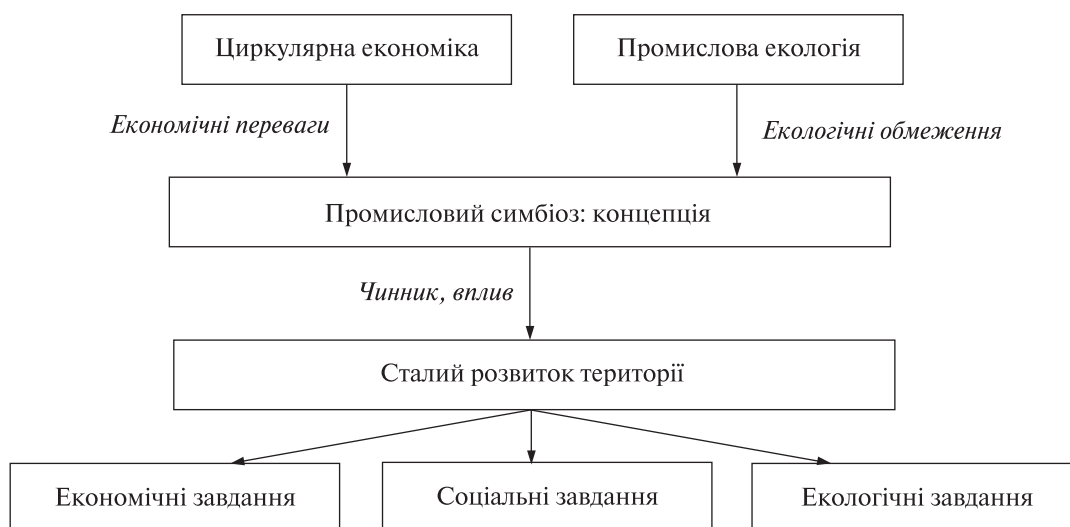 Циркулярна економіка
Промислова екологія
Економічні переваги
Екологічні обмеження
Промисловий симбіоз: концепція
Чинник, вплив
Сталий розвиток території
Економічні завдання
Соціальні завдання
Екологічні завдання